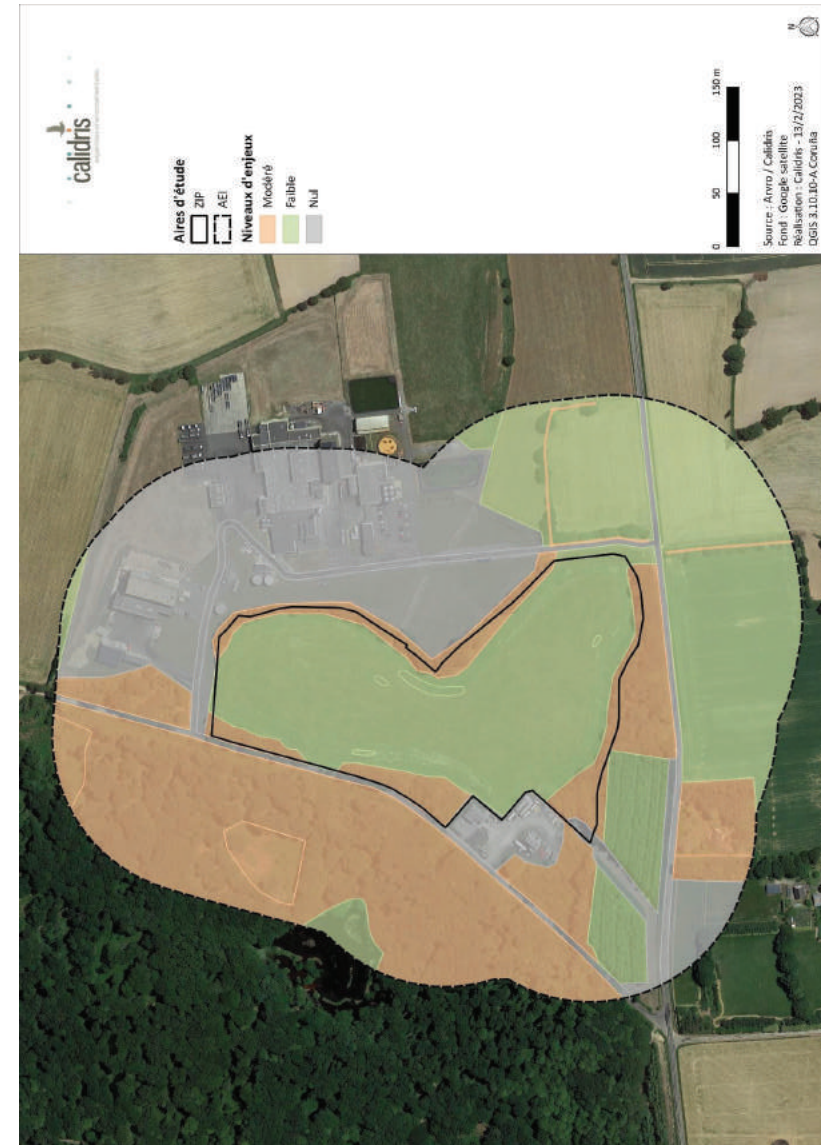 calidris
Aires d'étude
ZIP
AEI
Niveaux d'enjeux
Modéré
Faible
Nul
0 50 100 150 m
Source : Arvro / Calidris
Fond : Google satellite
Réalisation : Calidris - 13/2/2023
QGIS 3.10.10-A Coruña
N